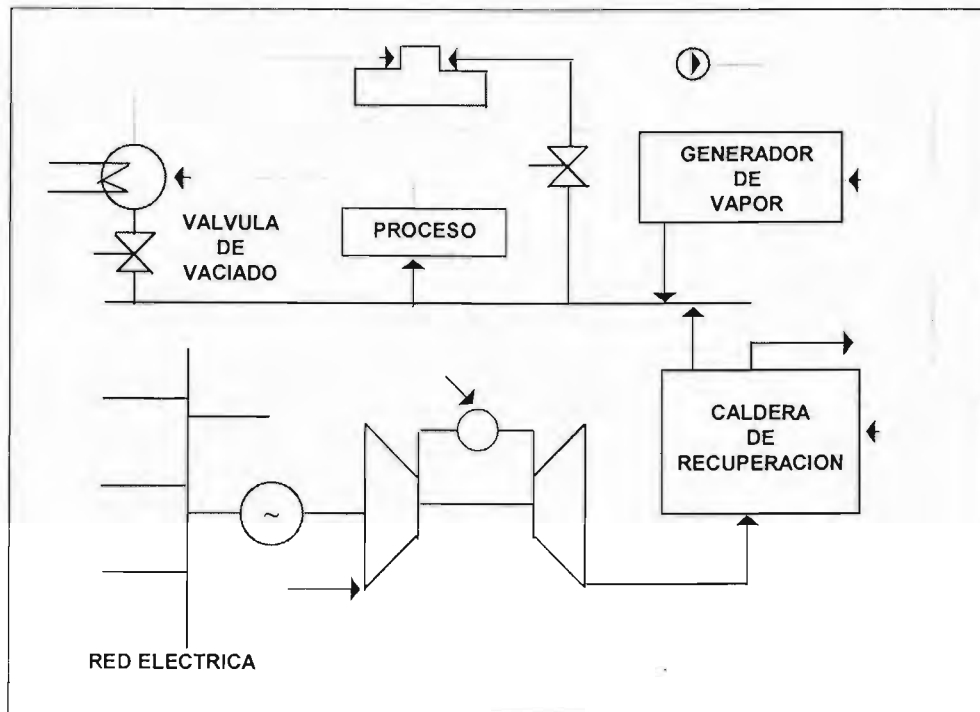 GENERADOR
DE
VAPOR
VALVULA
DE
VACIADO
PROCESO
CALDERA
DE
RECUPERACION
~
RED ELECTRICA